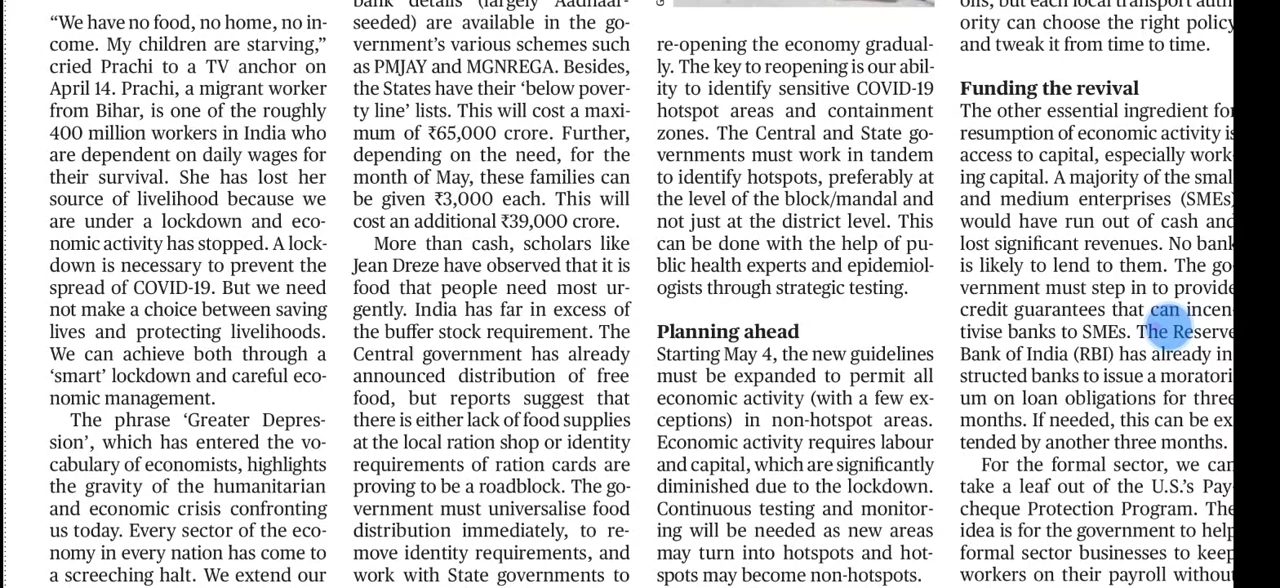 “We have no food, no home, no in-
come. My children are starving,”
cried Prachi to a TV anchor on
April 14. Prachi, a migrant worker
from Bihar, is one of the roughly
400 million workers in India who
are dependent on daily wages for
their survival. She has lost her
source of livelihood because we
are under a lockdown and eco-
nomic activity has stopped. A lock-
down is necessary to prevent the
spread of COVID-19. But we need
not make a choice between saving
lives and protecting livelihoods.
We can achieve both through a
‘smart’ lockdown and careful eco-
nomic management.
The phrase ‘Greater Depres-
sion’, which has entered the vo-
cabulary of economists, highlights
the gravity of the humanitarian
and economic crisis confronting
us today. Every sector of the eco-
nomy in every nation has come to
a screeching halt. We extend our
bank details (largely Aadhaar-
seeded) are available in the go-
vernment’s various schemes such
as PMJAY and MGNREGA. Besides,
the States have their ‘below pover-
ty line’ lists. This will cost a maxi-
mum of ₹65,000 crore. Further,
depending on the need, for the
month of May, these families can
be given ₹3,000 each. This will
cost an additional ₹39,000 crore.
More than cash, scholars like
Jean Dreze have observed that it is
food that people need most ur-
gently. India has far in excess of
the buffer stock requirement. The
Central government has already
announced distribution of free
food, but reports suggest that
there is either lack of food supplies
at the local ration shop or identity
requirements of ration cards are
proving to be a roadblock. The go-
vernment must universalise food
distribution immediately, to re-
move identity requirements, and
work with State governments to
re-opening the economy gradual-
ly. The key to reopening is our abil-
ity to identify sensitive COVID-19
hotspot areas and containment
zones. The Central and State go-
vernments must work in tandem
to identify hotspots, preferably at
the level of the block/mandal and
not just at the district level. This
can be done with the help of pu-
blic health experts and epidemiol-
ogists through strategic testing.
Planning ahead
Starting May 4, the new guidelines
must be expanded to permit all
economic activity (with a few ex-
ceptions) in non-hotspot areas.
Economic activity requires labour
and capital, which are significantly
diminished due to the lockdown.
Continuous testing and monitor-
ing will be needed as new areas
may turn into hotspots and hot-
spots may become non-hotspots.
but each local transport auth
ority can choose the right policy
and tweak it from time to time.
Funding the revival
The other essential ingredient for
resumption of economic activity is
access to capital, especially work-
ing capital. A majority of the smal
and medium enterprises (SMEs)
would have run out of cash and
lost significant revenues. No bank
is likely to lend to them. The go-
vernment must step in to provide
credit guarantees that can incen-
tivise banks to SMEs. The Reserve
Bank of India (RBI) has already in
structed banks to issue a moratori
um on loan obligations for three
months. If needed, this can be ex
tended by another three months.
For the formal sector, we can
take a leaf out of the U.S.’s Pay-
cheque Protection Program. The
idea is for the government to help
formal sector businesses to keep
workers on their payroll without